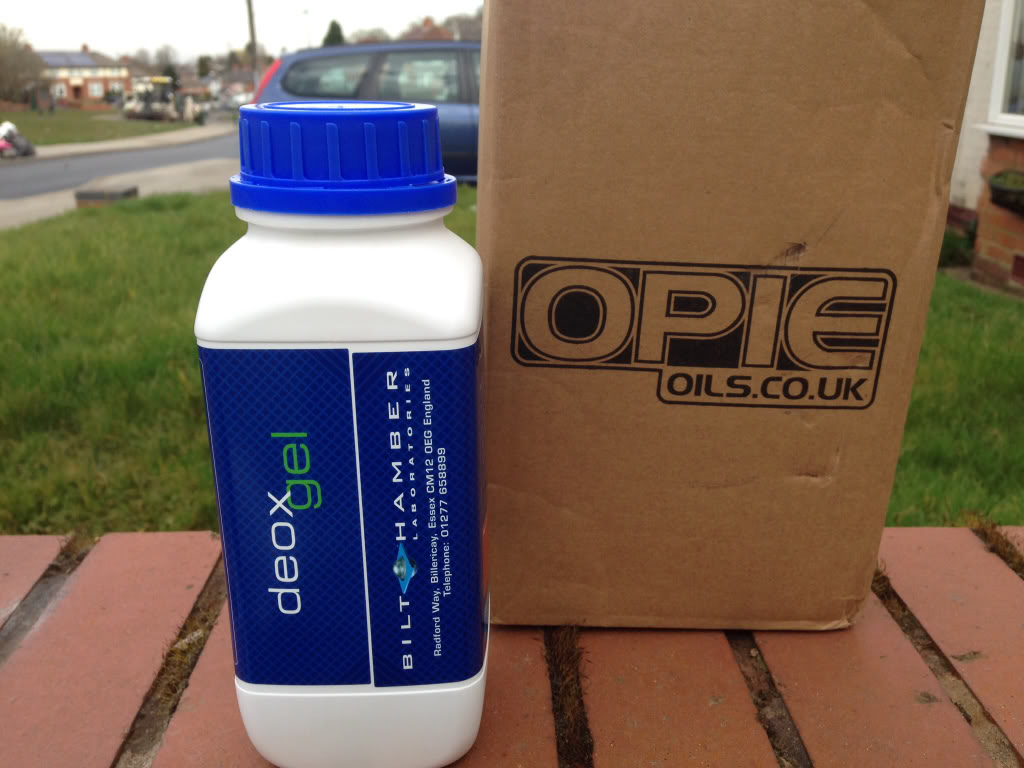 deox
gel
BILT HAMBER
LABORATORIES
Radford Way, Billericay, Essex CM12 0EG England
Telephone: 01277 658899
OPIE
OILS.CO.UK